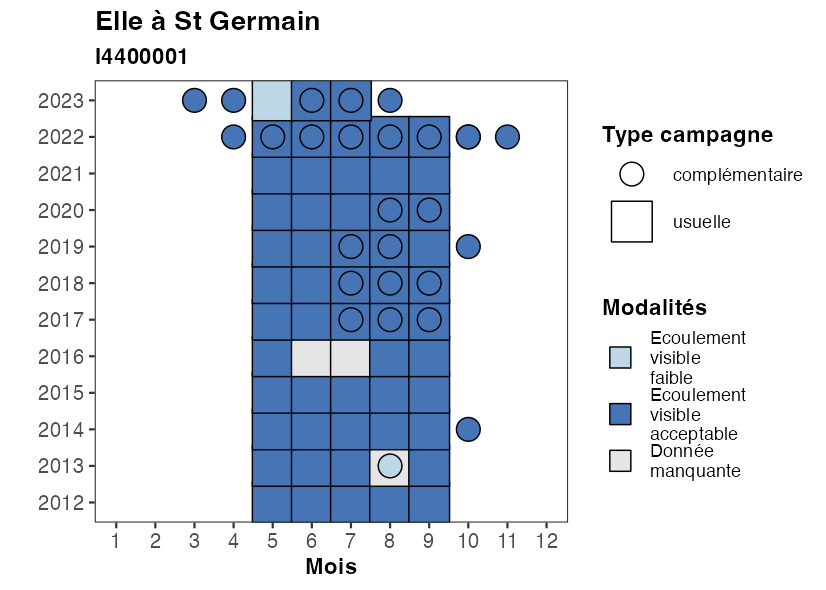 Elle à St Germain
I4400001
2023
2022
2021
2020
2019
2018
2017
2016
2015
2014
2013
2012
1 2 3 4 5 6 7 8 9 10 11 12
Mois
Type campagne
complémentaire
usuelle
Modalités
Ecoulement
visible
faible
Ecoulement
visible
acceptable
Donnée
manquante